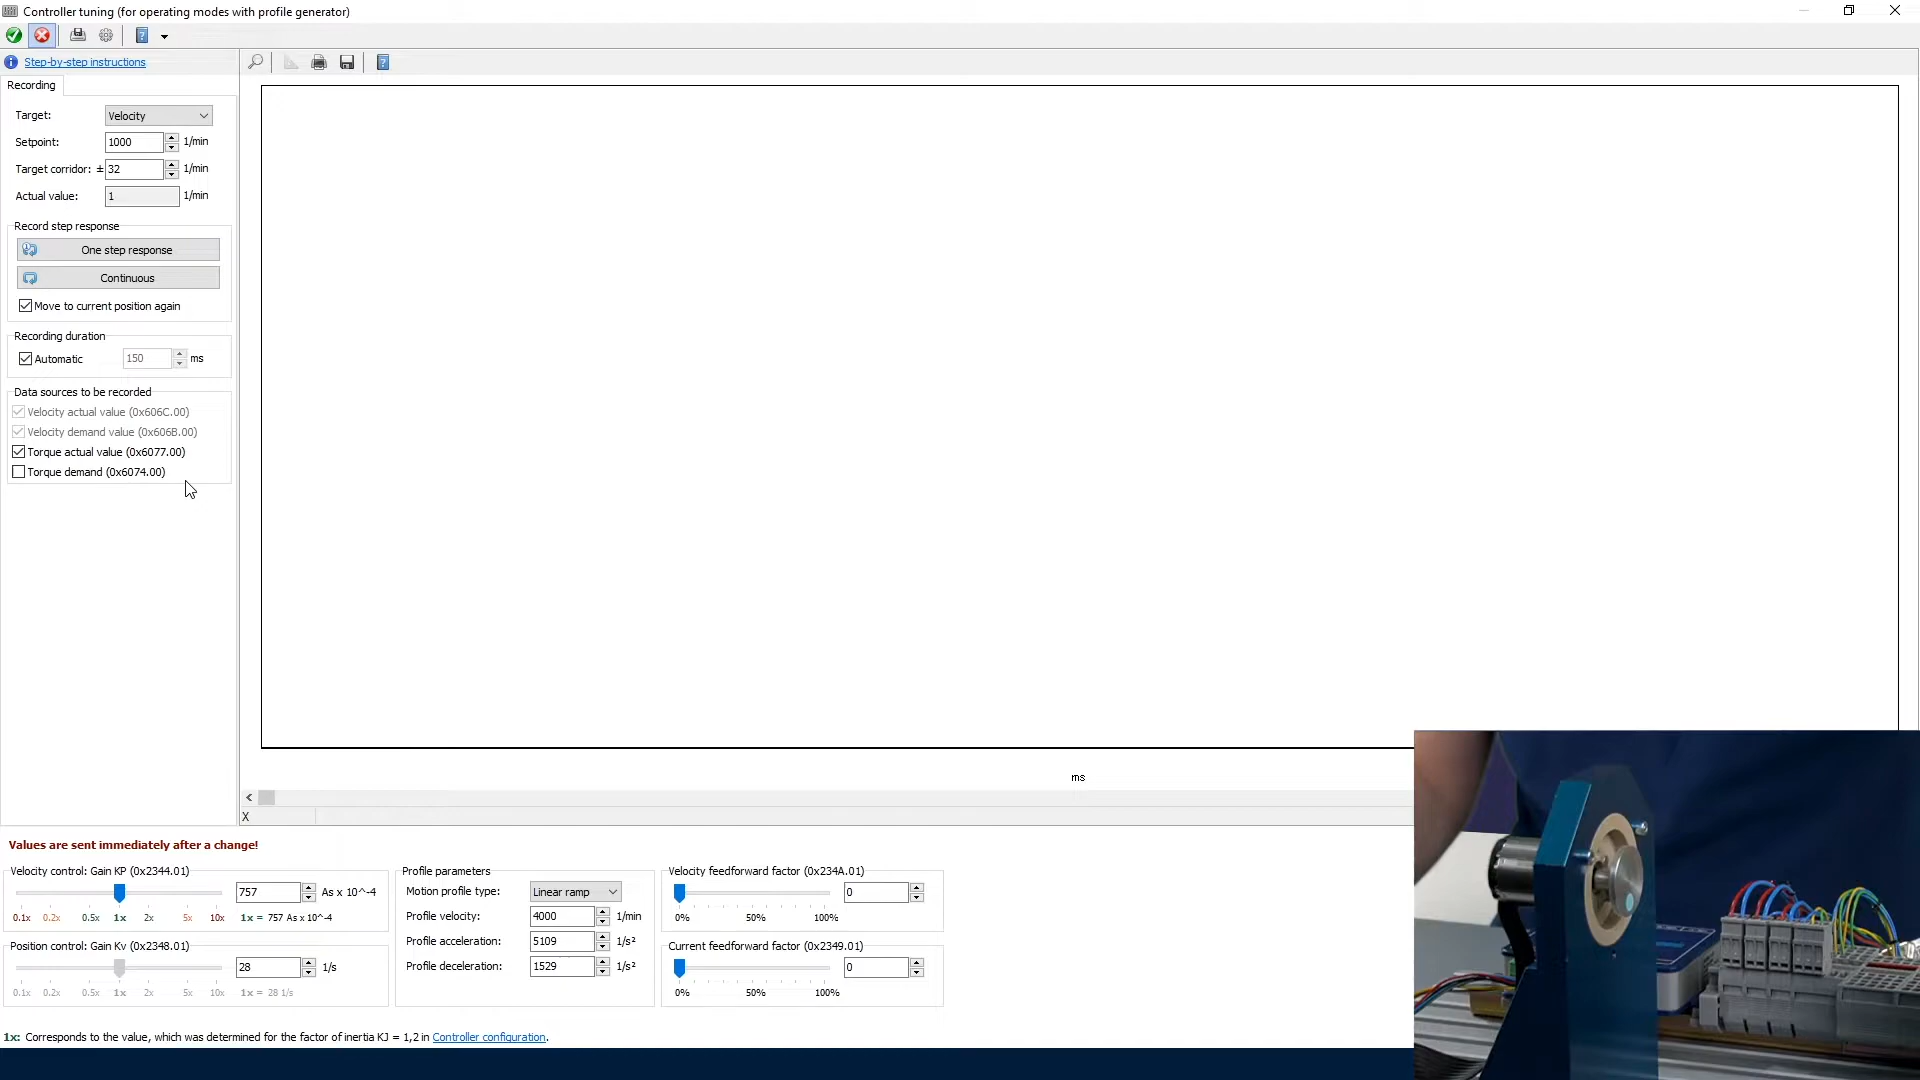 Controller tuning (for operating modes with profile generator)
Step-by-step instructions
Recording
Target: Velocity
Setpoint: 1000 1/min
Target corridor: ± 32 1/min
Actual value: 1 1/min
Record step response
One step response
Continuous
Move to current position again
Recording duration
Automatic 150 ms
Data sources to be recorded
Velocity actual value (0x606C.00)
Velocity demand value (0x606B.00)
Torque actual value (0x6077.00)
Torque demand (0x6074.00)
ms
X
Values are sent immediately after a change!
Velocity control: Gain KP (0x2344.01)
757 As x 10^-4
0.1x 0.2x 0.5x 1x 2x 5x 10x 1x = 757 As x 10^-4
Position control: Gain Kv (0x2348.01)
28 1/s
0.1x 0.2x 0.5x 1x 2x 5x 10x 1x = 28 1/s
Profile parameters
Motion profile type: Linear ramp
Profile velocity: 4000 1/min
Profile acceleration: 5109 1/s²
Profile deceleration: 1529 1/s²
Velocity feedforward factor (0x234A.01)
0
0% 50% 100%
Current feedforward factor (0x2349.01)
0
0% 50% 100%
1x: Corresponds to the value, which was determined for the factor of inertia KJ = 1,2 in Controller configuration.